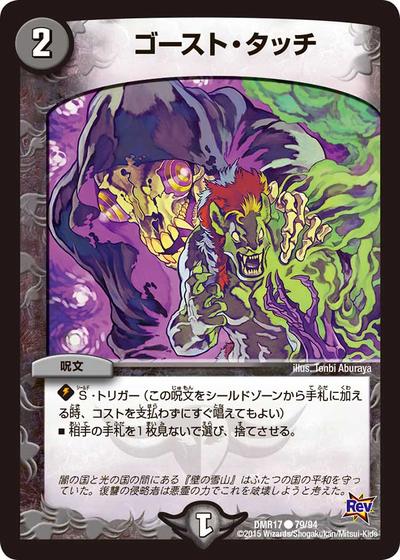 2
ゴースト・タッチ
illus. Tonbi Aburaya
呪文
S・トリガー(この呪文をシールドゾーンから手札に加え
る時、コストを支払わずにすぐ唱えてもよい)
■ 相手の手札を1枚見ないで選び、捨てさせる。
闇の国と光の国の間にある『壁の雪山』はふたつの国の平和を守っ
ていた。復讐の侵略者は悪霊の力でこれを破壊しようと考えた。
DMR17 79/94
©2015 Wizards/Shogakukan/Mitsui-Kids
Rev